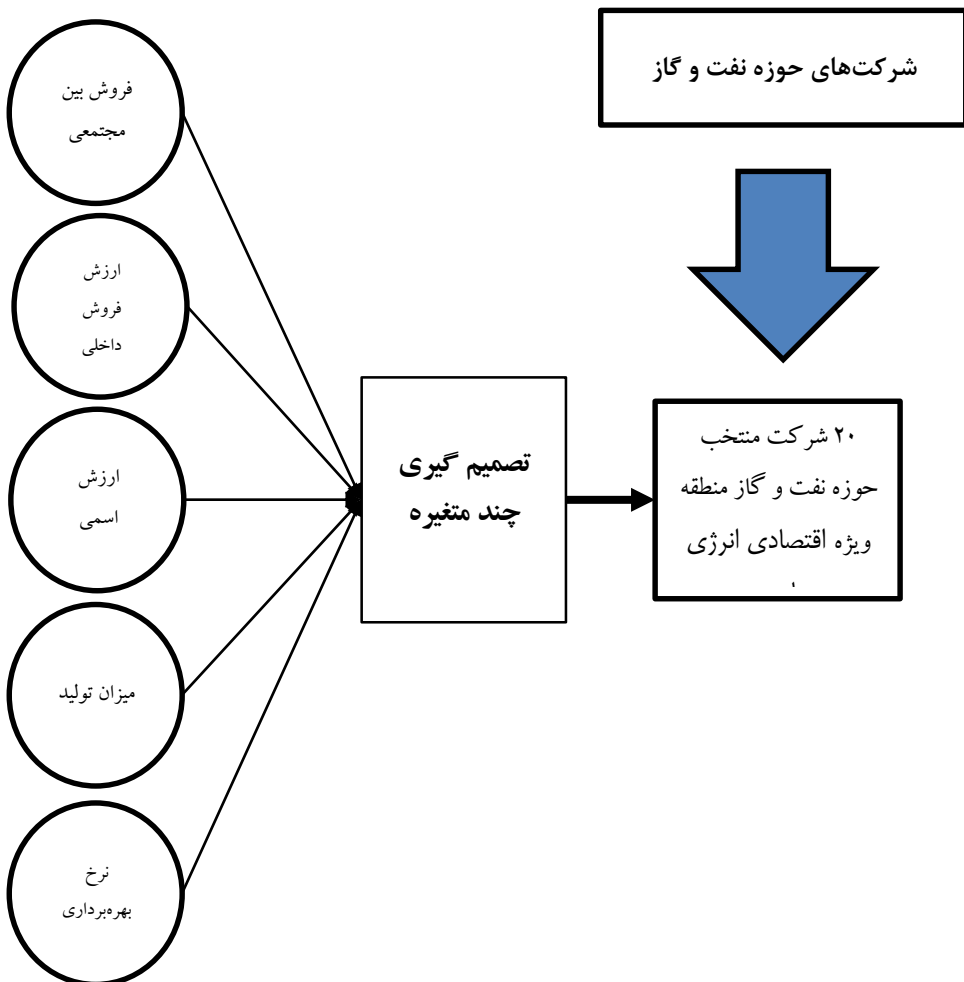 شرکت‌های حوزه نفت و گاز
فروش بین
مجتمعی
ارزش
فروش
داخلی
ارزش
اسمی
میزان تولید
نرخ
بهره‌برداری
تصمیم گیری
چند متغیره
۲۰ شرکت منتخب
حوزه نفت و گاز منطقه
ویژه اقتصادی انرژی